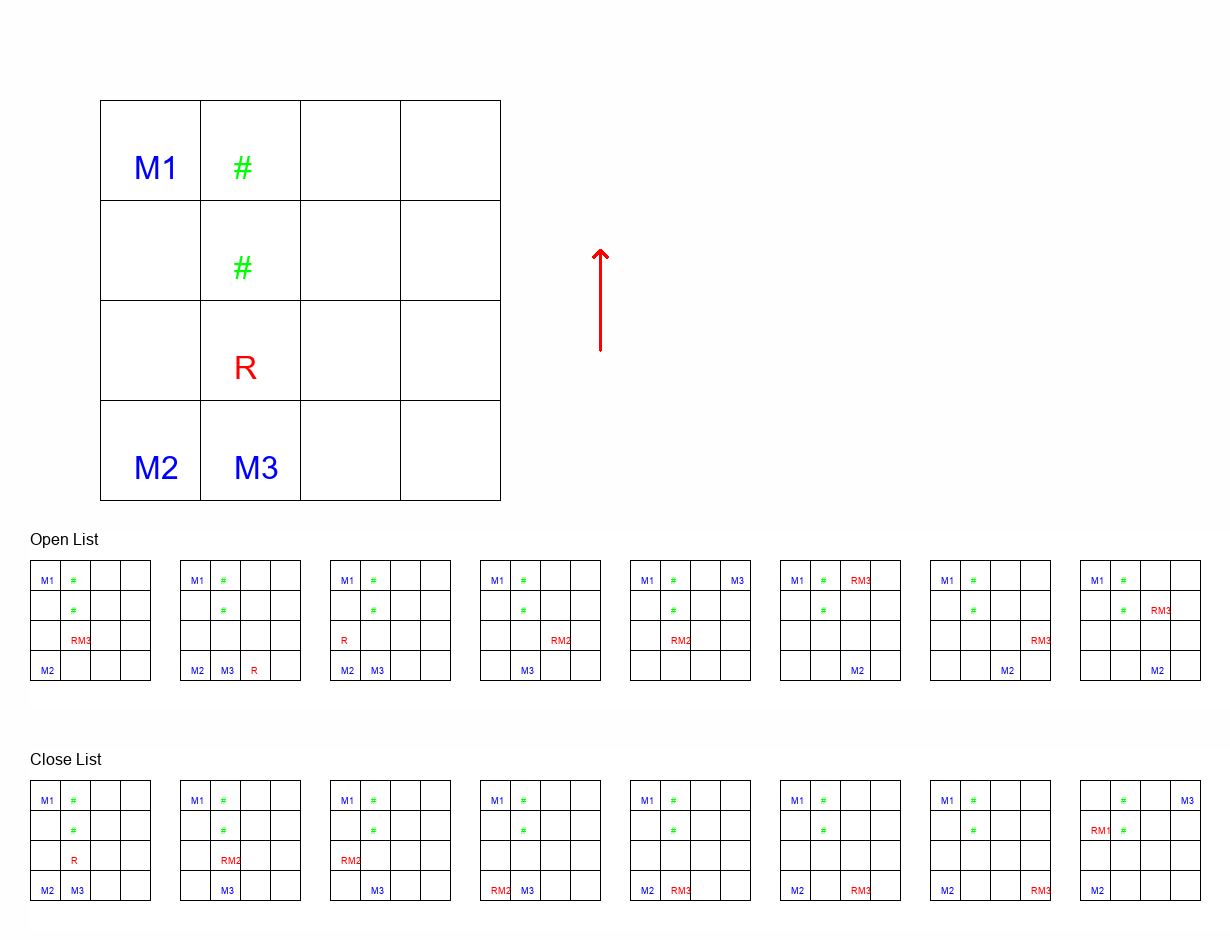 M1 #
#
R
M2 M3
Open List
M1 # M1 # M1 # M1 # M1 # M3 M1 # RM3 M1 # M1 #
# # # # # # # # RM3
RM3 R RM2 RM2 RM3
M2 M2 M3 R M2 M3 M3 M2 M2 M2
Close List
M1 # M1 # M1 # M1 # M1 # M1 # M1 # # M3
# # # # # # # RM1 #
R RM2 RM2
M2 M3 M3 M3 RM2 M3 M2 RM3 M2 RM3 M2 RM3 M2